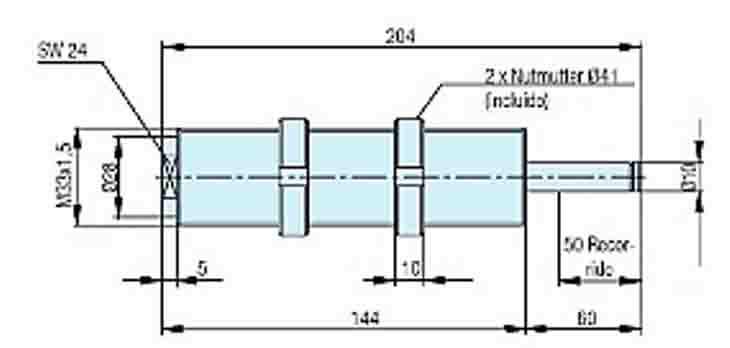 204
SW 24
2 x Nutmutter Ø41
(incluido)
M33x1,5
Ø28
Ø10
5
10
50 Recor-
rido
144
60